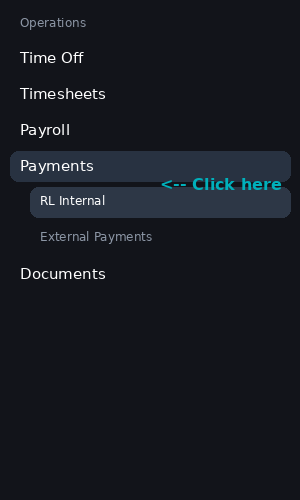 Operations
Time Off
Timesheets
Payroll
Payments
<-- Click here
RL Internal
External Payments
Documents